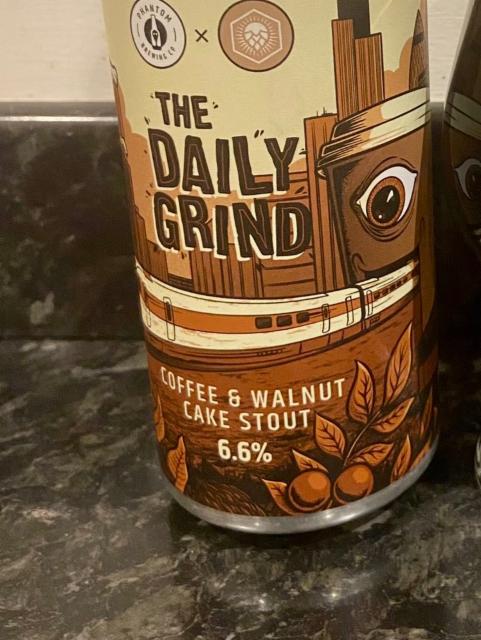 PHANTOM
BREWING CO
X
THE
DAILY
GRIND
COFFEE & WALNUT
CAKE STOUT
6.6%